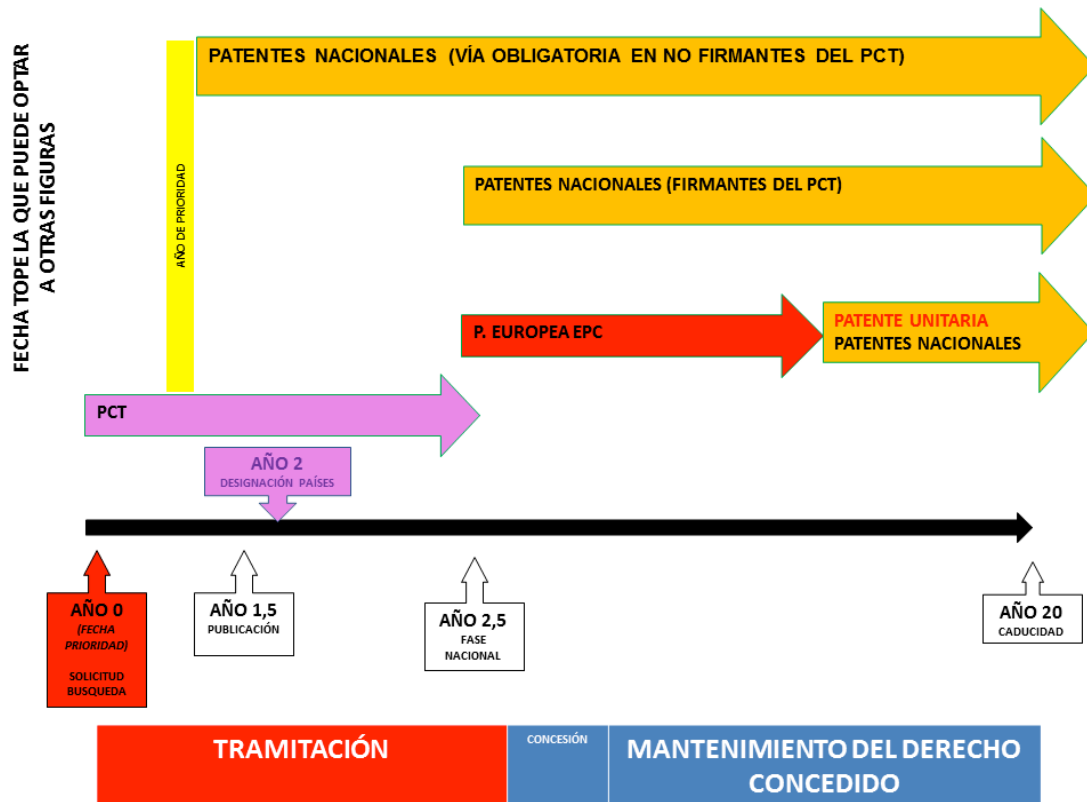 FECHA TOPE LA QUE PUEDE OPTAR
A OTRAS FIGURAS
AÑO DE PRIORIDAD
PATENTES NACIONALES (VÍA OBLIGATORIA EN NO FIRMANTES DEL PCT)
PATENTES NACIONALES (FIRMANTES DEL PCT)
P. EUROPEA EPC
PATENTE UNITARIA
PATENTES NACIONALES
PCT
AÑO 2
DESIGNACIÓN PAÍSES
AÑO 0
(FECHA
PRIORIDAD)
SOLICITUD
BUSQUEDA
AÑO 1,5
PUBLICACIÓN
AÑO 2,5
FASE
NACIONAL
AÑO 20
CADUCIDAD
TRAMITACIÓN
CONCESIÓN
MANTENIMIENTO DEL DERECHO
CONCEDIDO